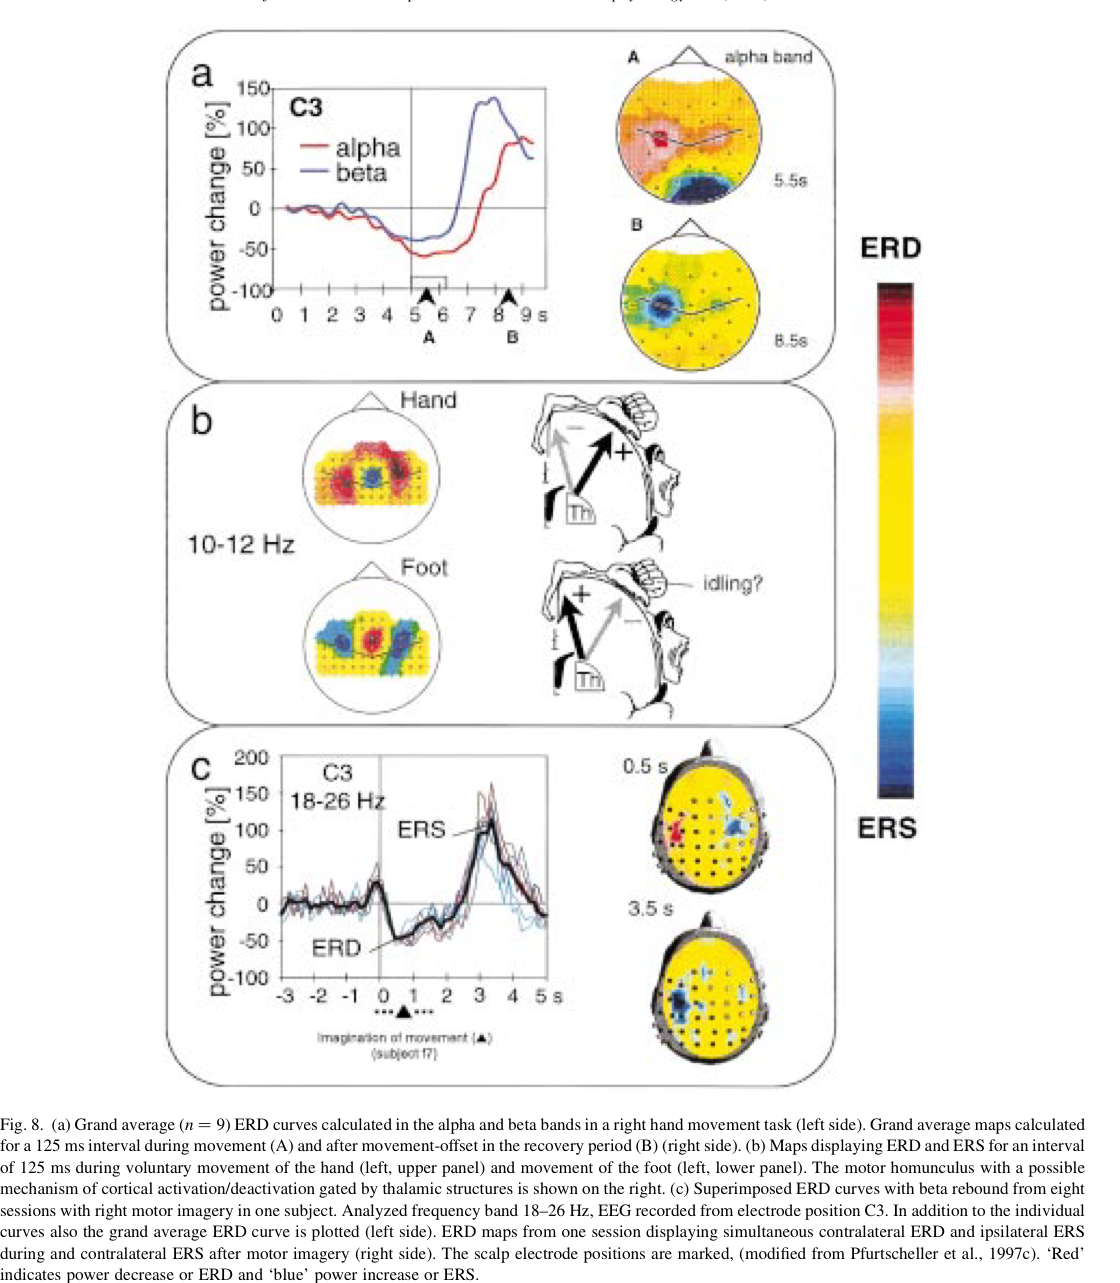 a
C3
alpha
beta
power change [%]
150
100
50
0
-50
-100
0 1 2 3 4 5 6 7 8 9 s
A B
A
alpha band
5.5s
B
8.5s
ERD
ERS
b
Hand
10-12 Hz
Foot
+
Th
+
Th
idling?
c
C3
18-26 Hz
ERS
ERD
power change [%]
200
150
100
50
0
-50
-100
-3 -2 -1 0 1 2 3 4 5 s
Imagination of movement (▲)
(subject f7)
0.5 s
3.5 s
Fig. 8. (a) Grand average (n = 9) ERD curves calculated in the alpha and beta bands in a right hand movement task (left side). Grand average maps calculated
for a 125 ms interval during movement (A) and after movement-offset in the recovery period (B) (right side). (b) Maps displaying ERD and ERS for an interval
of 125 ms during voluntary movement of the hand (left, upper panel) and movement of the foot (left, lower panel). The motor homunculus with a possible
mechanism of cortical activation/deactivation gated by thalamic structures is shown on the right. (c) Superimposed ERD curves with beta rebound from eight
sessions with right motor imagery in one subject. Analyzed frequency band 18–26 Hz, EEG recorded from electrode position C3. In addition to the individual
curves also the grand average ERD curve is plotted (left side). ERD maps from one session displaying simultaneous contralateral ERD and ipsilateral ERS
during and contralateral ERS after motor imagery (right side). The scalp electrode positions are marked, (modified from Pfurtscheller et al., 1997c). ‘Red’
indicates power decrease or ERD and ‘blue’ power increase or ERS.